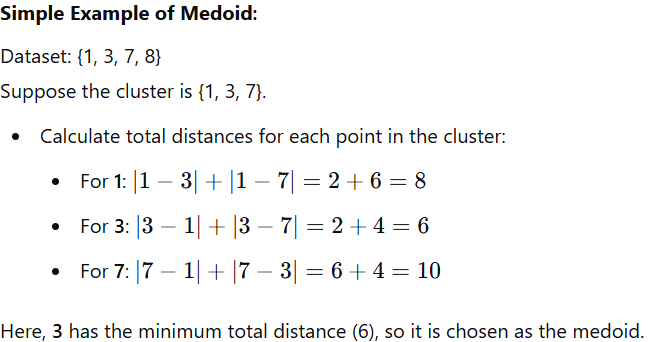 Simple Example of Medoid:
Dataset: {1, 3, 7, 8}
Suppose the cluster is {1, 3, 7}.
• Calculate total distances for each point in the cluster:
• For 1: |1 − 3| + |1 − 7| = 2 + 6 = 8
• For 3: |3 − 1| + |3 − 7| = 2 + 4 = 6
• For 7: |7 − 1| + |7 − 3| = 6 + 4 = 10
Here, 3 has the minimum total distance (6), so it is chosen as the medoid.